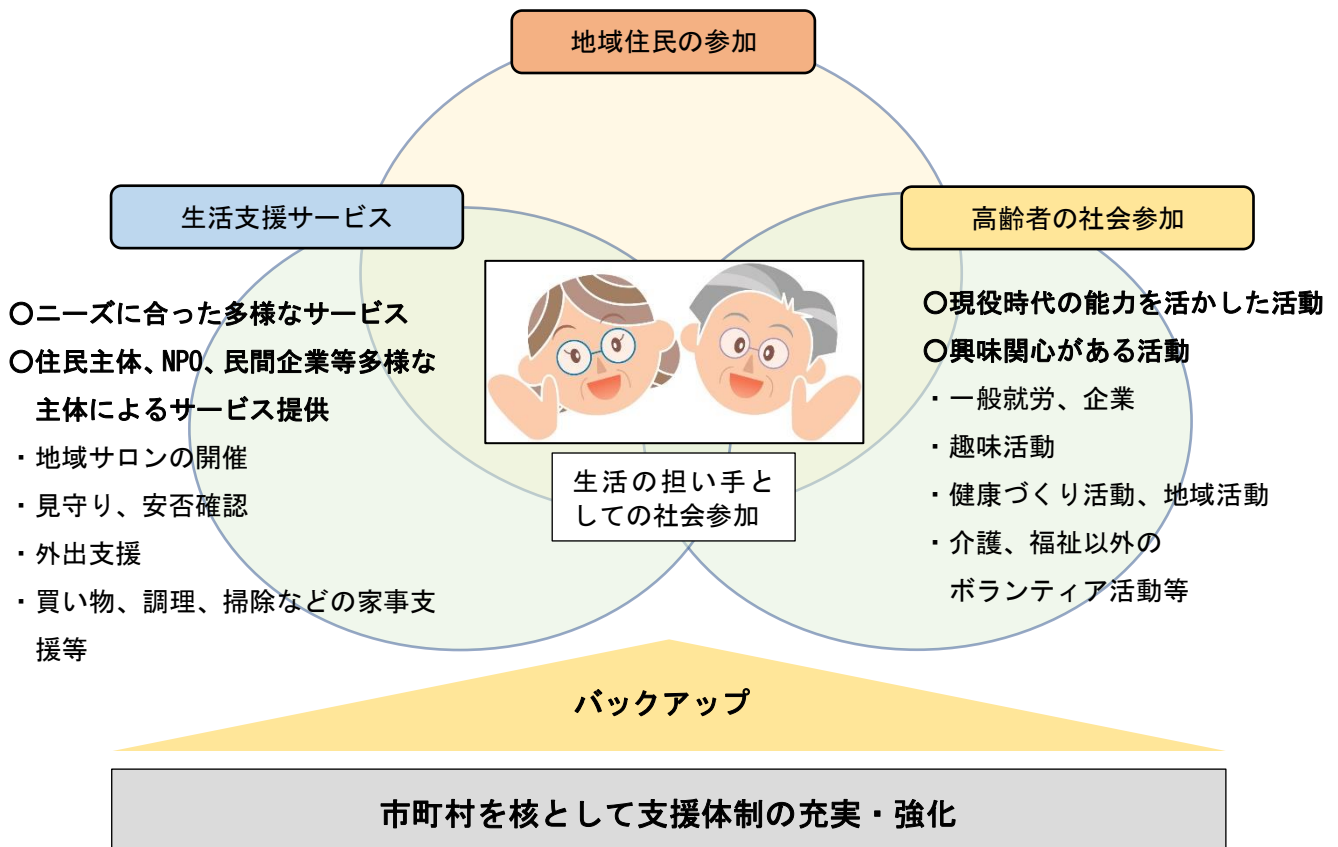 地域住民の参加
生活支援サービス
〇ニーズに合った多様なサービス
〇住民主体、NPO、民間企業等多様な
主体によるサービス提供
・地域サロンの開催
・見守り、安否確認
・外出支援
・買い物、調理、掃除などの家事支
援等
高齢者の社会参加
〇現役時代の能力を活かした活動
〇興味関心がある活動
・一般就労、企業
・趣味活動
・健康づくり活動、地域活動
・介護、福祉以外の
ボランティア活動等
生活の担い手と
しての社会参加
バックアップ
市町村を核として支援体制の充実・強化